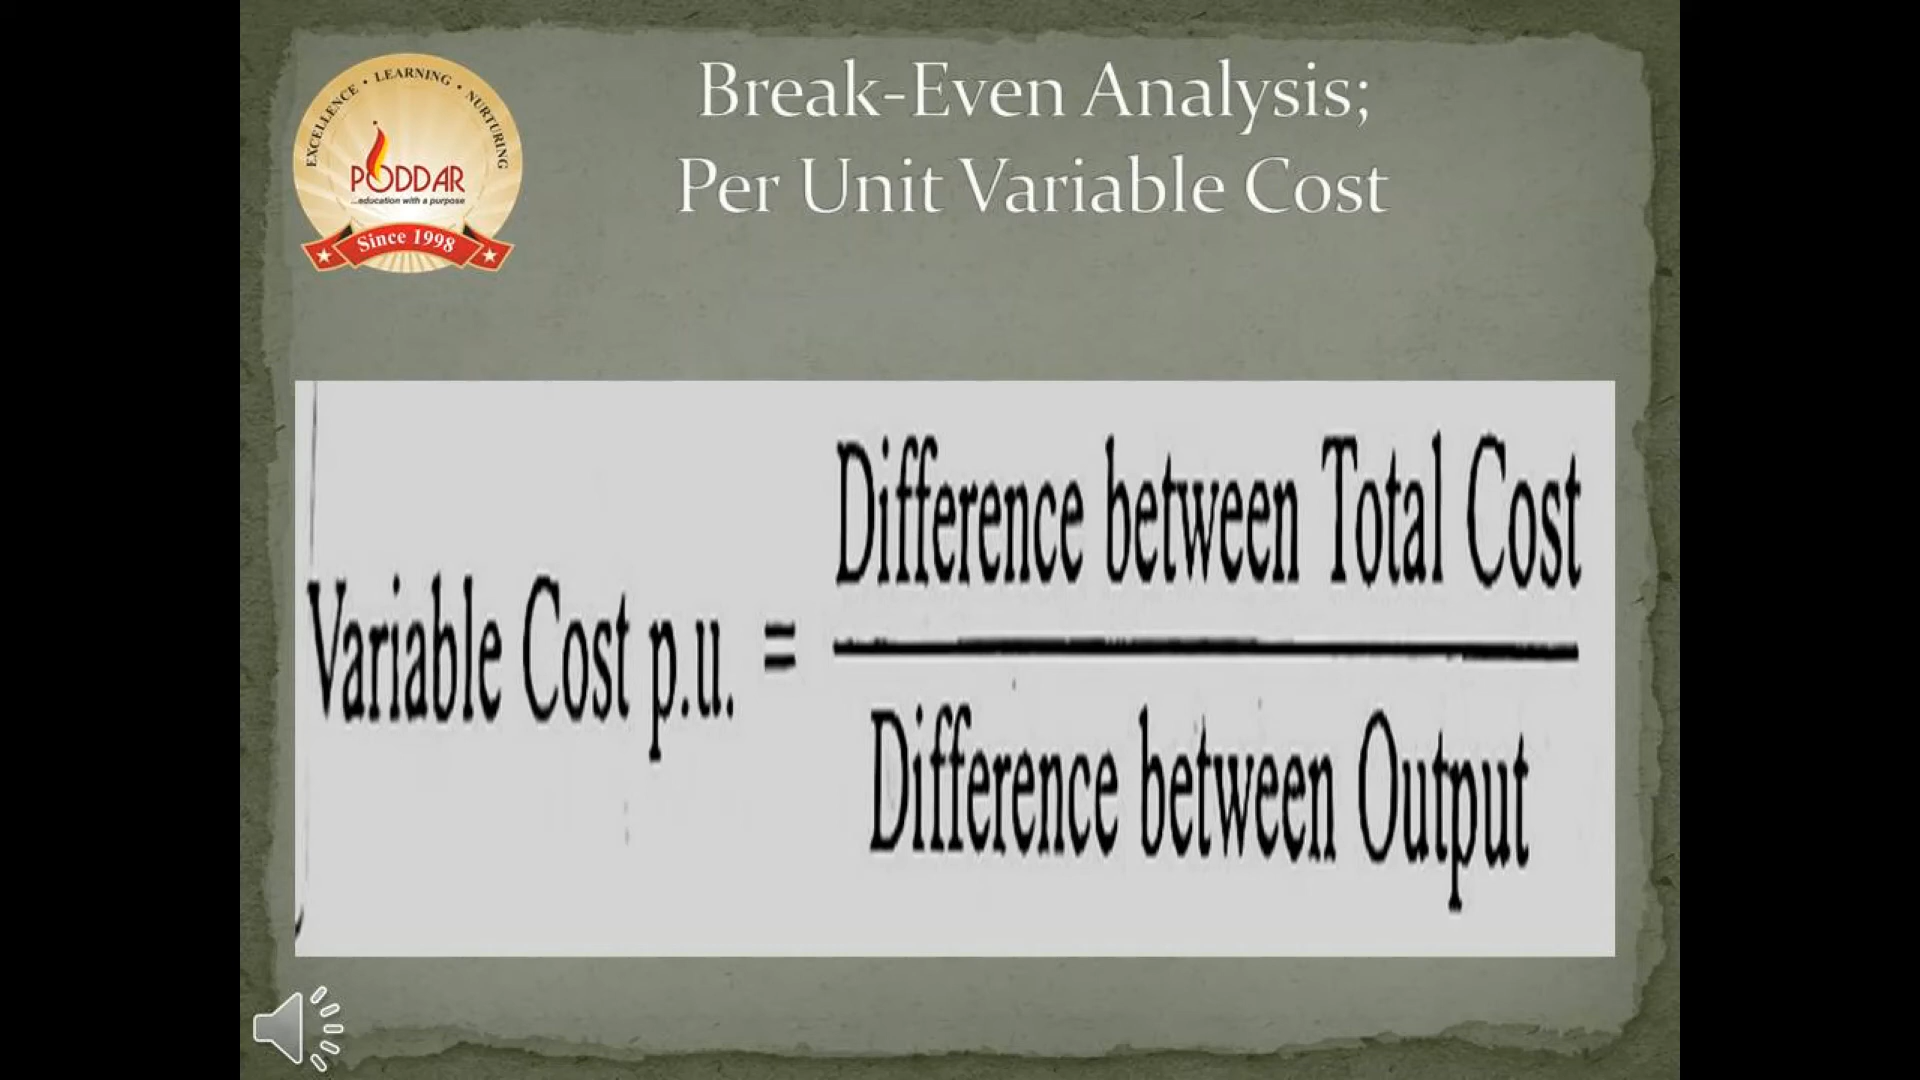 EXCELLENCE • LEARNING • NURTURING
PODDAR
...education with a purpose
Since 1998
Break-Even Analysis;
Per Unit Variable Cost
Difference between Total Cost
Variable Cost p.u. =
Difference between Output